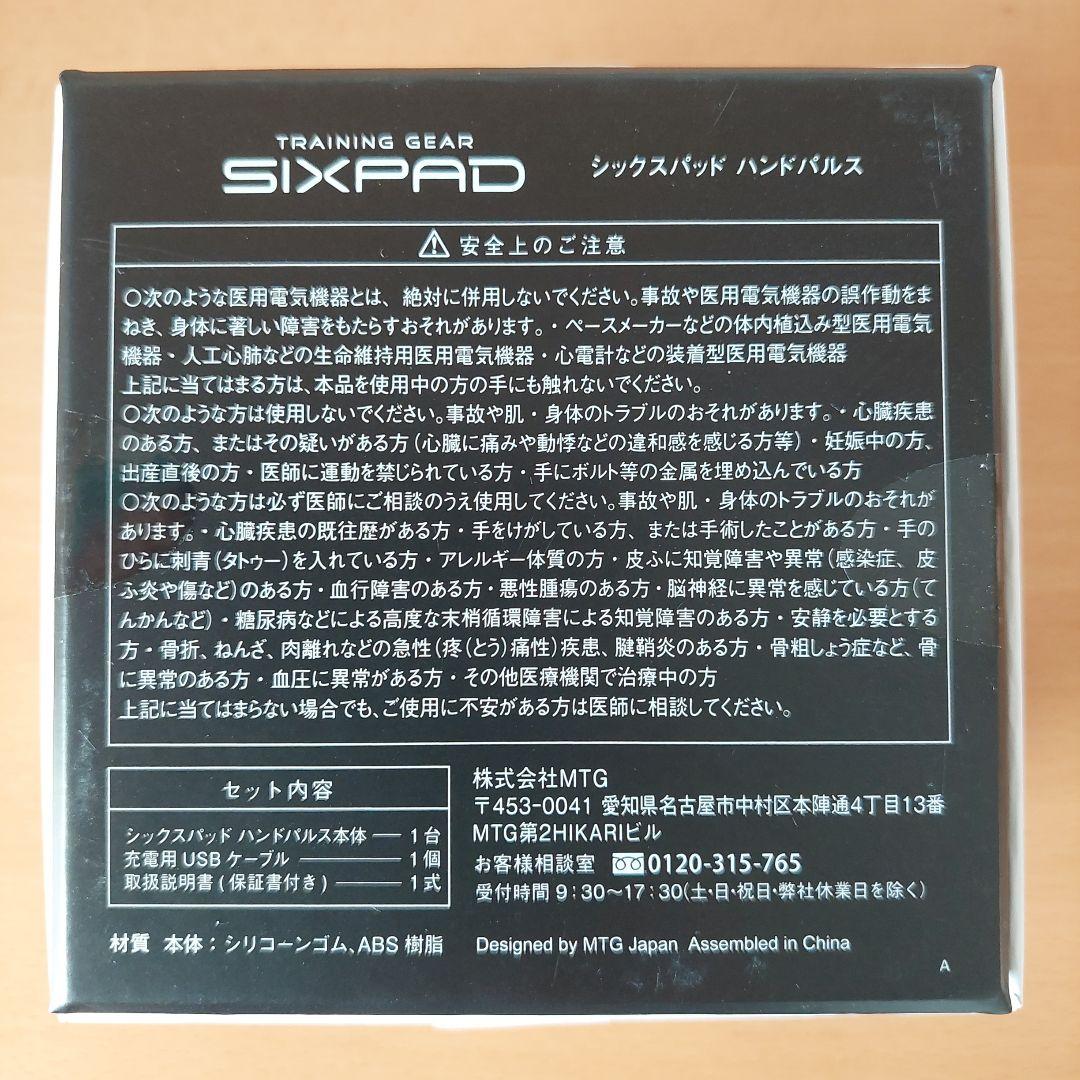 TRAINING GEAR
SIXPAD
シックスパッド ハンドパルス
⚠ 安全上のご注意
○次のような医用電気機器とは、絶対に併用しないでください。事故や医用電気機器の誤作動をま
ねき、身体に著しい障害をもたらすおそれがあります。・ペースメーカーなどの体内植込み型医用電気
機器・人工心肺などの生命維持用医用電気機器・心電計などの装着型医用電気機器
上記に当てはまる方は、本品を使用中の方の手にも触れないでください。
○次のような方は使用しないでください。事故や肌・身体のトラブルのおそれがあります。・心臓疾患
のある方、またはその疑いがある方(心臓に痛みや動悸などの違和感を感じる方等)・妊娠中の方、
出産直後の方・医師に運動を禁じられている方・手にボルト等の金属を埋め込んでいる方
○次のような方は必ず医師にご相談のうえ使用してください。事故や肌・身体のトラブルのおそれが
あります。・心臓疾患の既往歴がある方・手をけがしている方、または手術したことがある方・手の
ひらに刺青(タトゥー)を入れている方・アレルギー体質の方・皮ふに知覚障害や異常(感染症、皮
ふ炎や傷など)のある方・血行障害のある方・悪性腫瘍のある方・脳神経に異常を感じている方(て
んかんなど)・糖尿病などによる高度な末梢循環障害による知覚障害のある方・安静を必要とする
方・骨折、ねんざ、肉離れなどの急性(疼(とう)痛性)疾患、腱鞘炎のある方・骨粗しょう症など、骨
に異常のある方・血圧に異常がある方・その他医療機関で治療中の方
上記に当てはまらない場合でも、ご使用に不安がある方は医師に相談してください。
セット内容
シックスパッド ハンドパルス本体 ── 1台
充電用USBケーブル ──── 1個
取扱説明書(保証書付き) ─── 1式
株式会社MTG
〒453-0041 愛知県名古屋市中村区本陣通4丁目13番
MTG第2HIKARIビル
お客様相談室 0120-315-765
受付時間 9:30〜17:30(土・日・祝日・弊社休業日を除く)
材質 本体:シリコーンゴム、ABS樹脂
Designed by MTG Japan Assembled in China
A